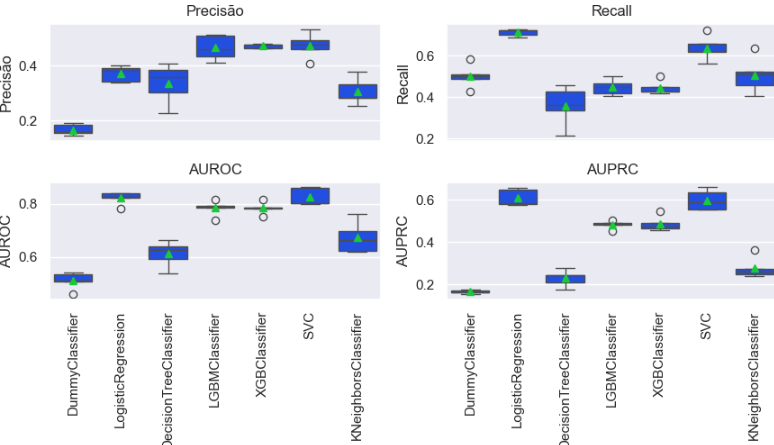 Precisão
Recall
Precisão
0.4
0.2
Recall
0.6
0.4
0.2
AUROC
AUPRC
AUROC
0.8
0.6
AUPRC
0.6
0.4
0.2
DummyClassifier
LogisticRegression
DecisionTreeClassifier
LGBMClassifier
XGBClassifier
SVC
KNeighborsClassifier
DummyClassifier
LogisticRegression
DecisionTreeClassifier
LGBMClassifier
XGBClassifier
SVC
KNeighborsClassifier